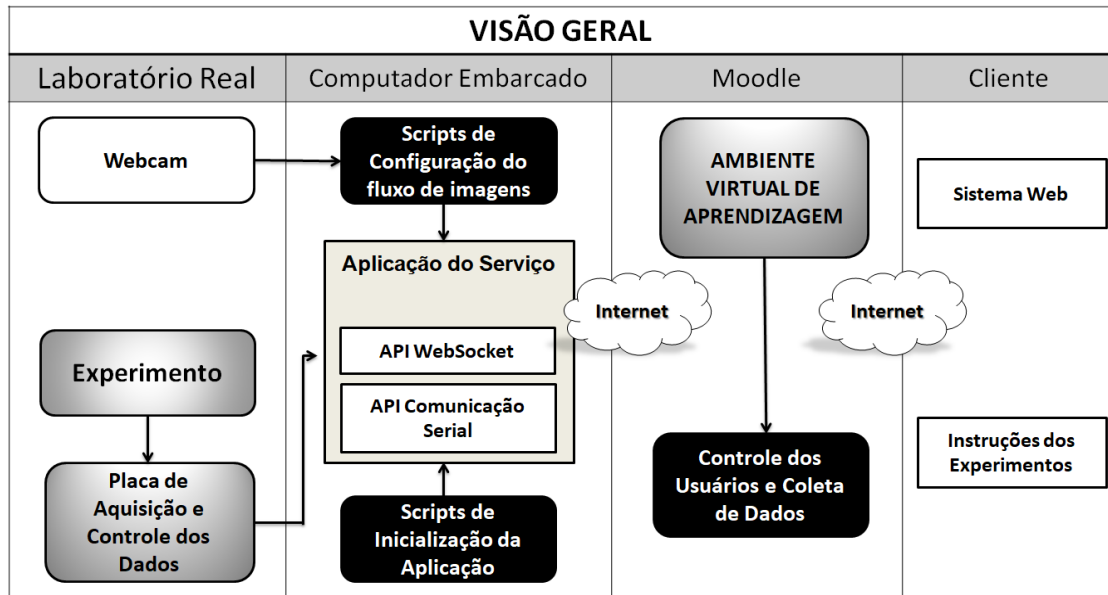 VISÃO GERAL
Laboratório Real
Computador Embarcado
Moodle
Cliente
Webcam
Scripts de
Configuração do
fluxo de imagens
AMBIENTE
VIRTUAL DE
APRENDIZAGEM
Sistema Web
Aplicação do Serviço
Internet
Internet
API WebSocket
Experimento
API Comunicação
Serial
Placa de
Aquisição e
Controle dos
Dados
Scripts de
Inicialização da
Aplicação
Controle dos
Usuários e Coleta
de Dados
Instruções dos
Experimentos